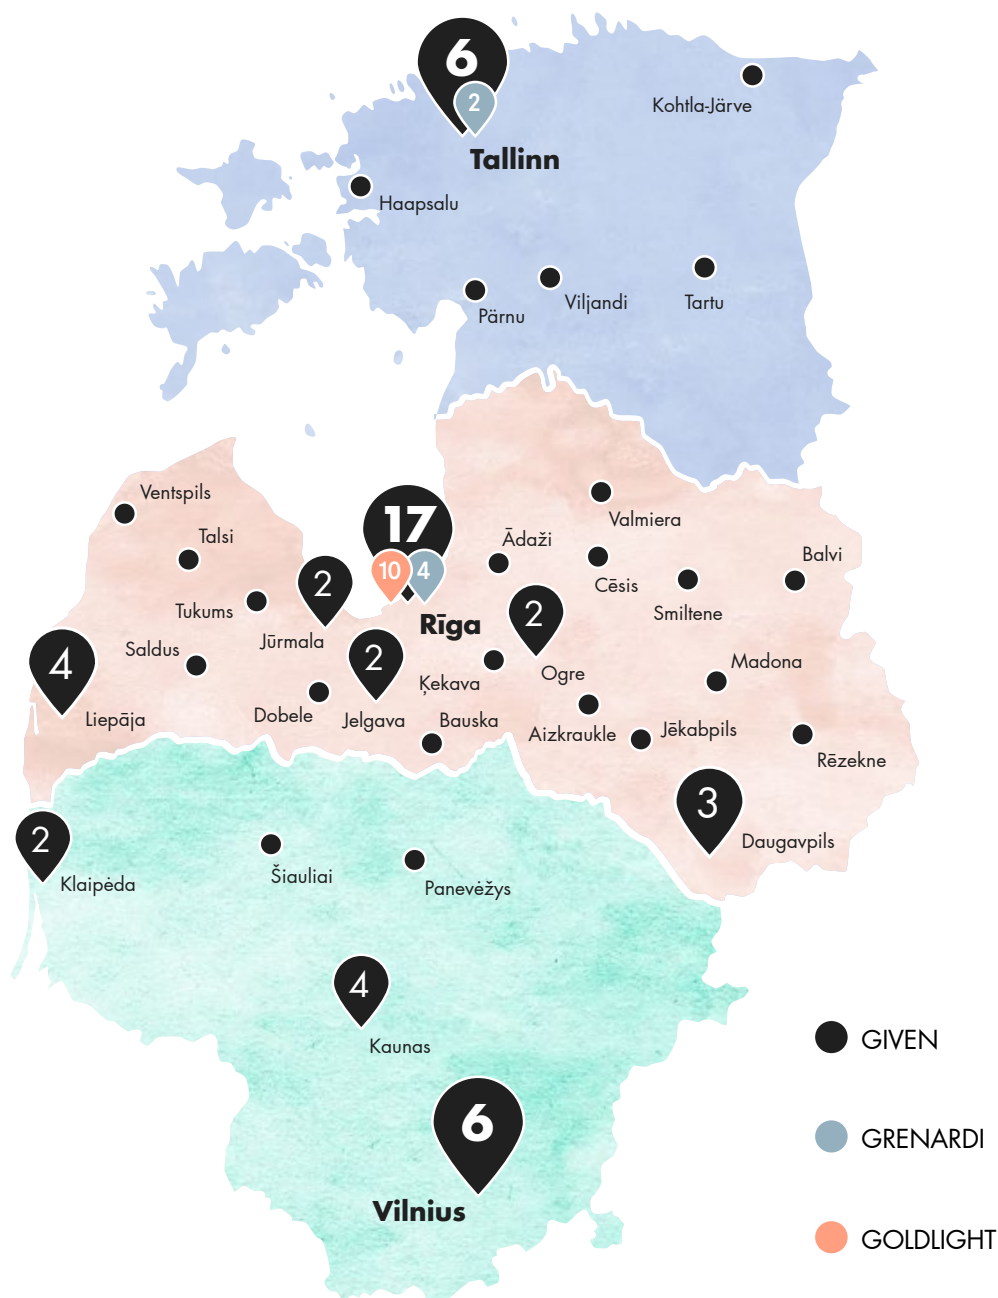 6
2
Tallinn
Kohtla-Järve
Haapsalu
Pärnu
Viljandi
Tartu
Ventspils
Talsi
Tukums
Saldus
4
Liepāja
2
Jūrmala
Dobele
17
10
4
Rīga
2
Jelgava
Ķekava
Bauska
Ādaži
2
Ogre
Valmiera
Cēsis
Smiltene
Balvi
Madona
Aizkraukle
Jēkabpils
Rēzekne
3
Daugavpils
2
Klaipėda
Šiauliai
Panevėžys
4
Kaunas
6
Vilnius
GIVEN
GRENARDI
GOLDLIGHT